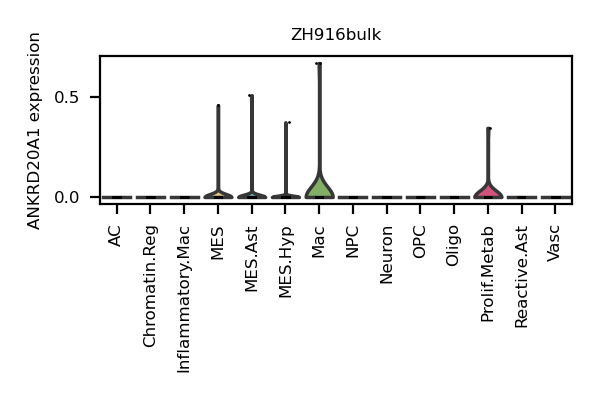 ZH916bulk
ANKRD20A1 expression
0.5
0.0
AC
Chromatin.Reg
Inflammatory.Mac
MES
MES.Ast
MES.Hyp
Mac
NPC
Neuron
OPC
Oligo
Prolif.Metab
Reactive.Ast
Vasc